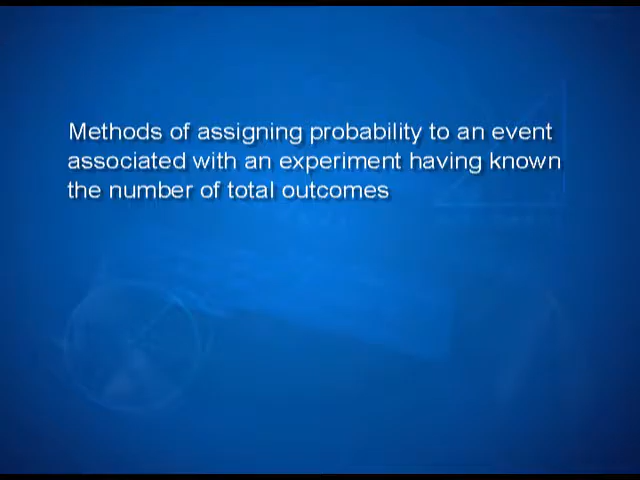 Methods of assigning probability to an event
associated with an experiment having known
the number of total outcomes